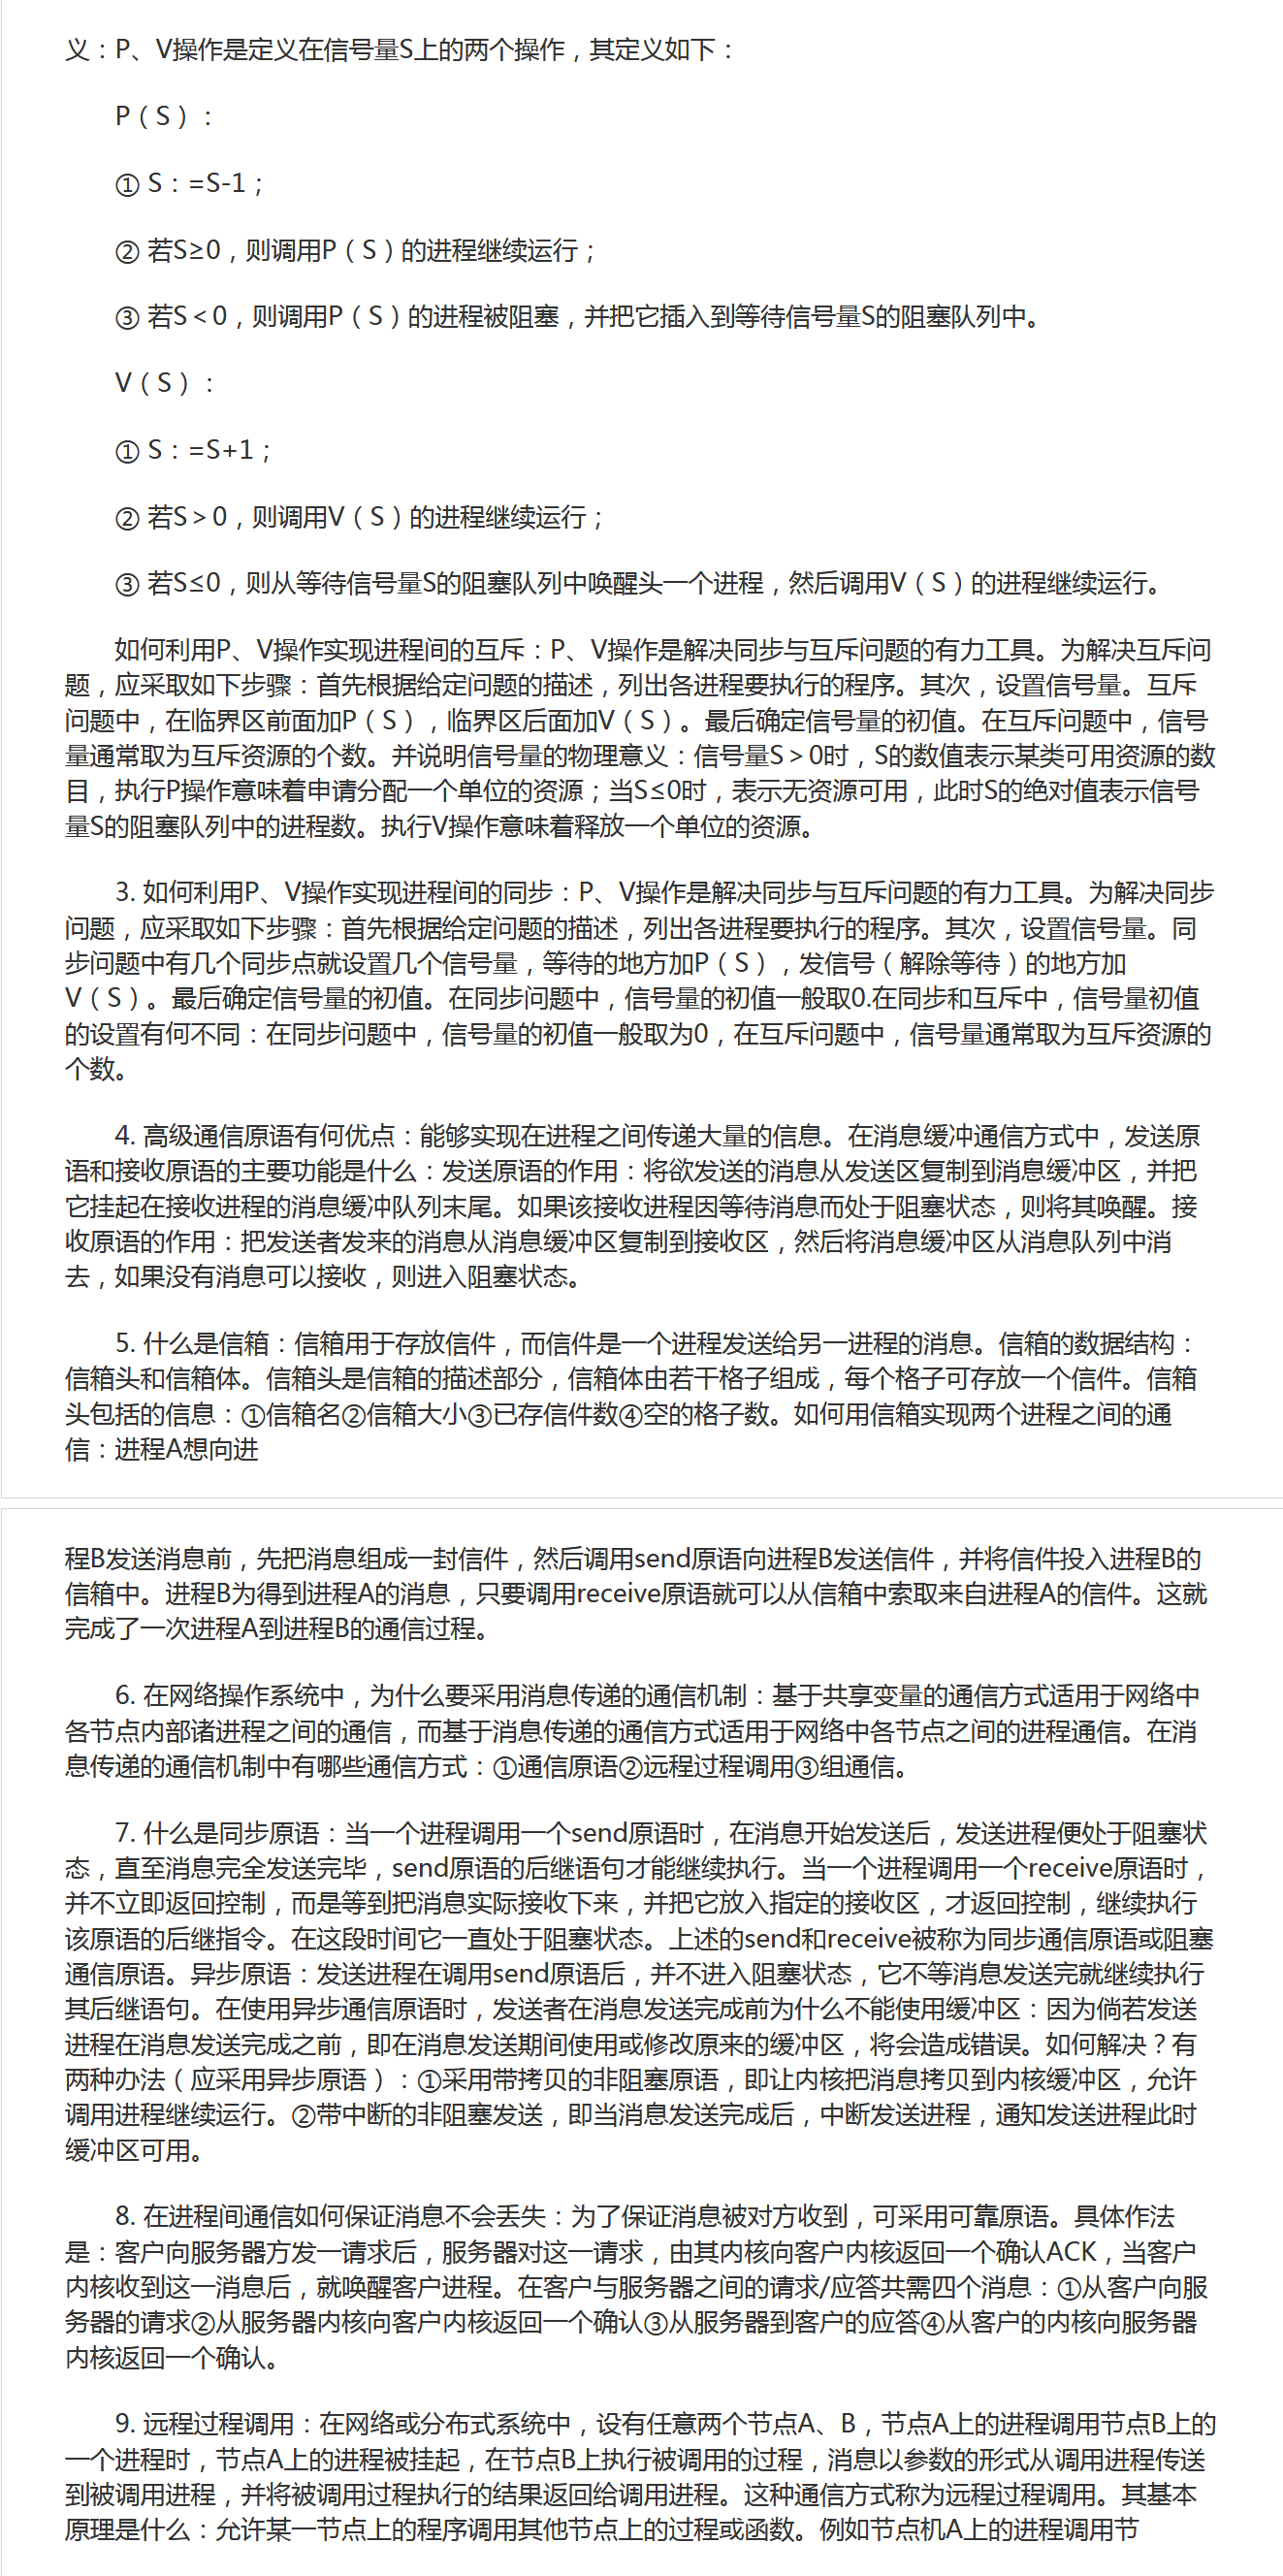 义：P、V操作是定义在信号量S上的两个操作，其定义如下：
P（S）：
① S：=S-1；
② 若S≥0，则调用P（S）的进程继续运行；
③ 若S＜0，则调用P（S）的进程被阻塞，并把它插入到等待信号量S的阻塞队列中。
V（S）：
① S：=S+1；
② 若S＞0，则调用V（S）的进程继续运行；
③ 若S≤0，则从等待信号量S的阻塞队列中唤醒头一个进程，然后调用V（S）的进程继续运行。
如何利用P、V操作实现进程间的互斥：P、V操作是解决同步与互斥问题的有力工具。为解决互斥问
题，应采取如下步骤：首先根据给定问题的描述，列出各进程要执行的程序。其次，设置信号量。互斥
问题中，在临界区前面加P（S），临界区后面加V（S）。最后确定信号量的初值。在互斥问题中，信号
量通常取为互斥资源的个数。并说明信号量的物理意义：信号量S＞0时，S的数值表示某类可用资源的数
目，执行P操作意味着申请分配一个单位的资源；当S≤0时，表示无资源可用，此时S的绝对值表示信号
量S的阻塞队列中的进程数。执行V操作意味着释放一个单位的资源。
3. 如何利用P、V操作实现进程间的同步：P、V操作是解决同步与互斥问题的有力工具。为解决同步
问题，应采取如下步骤：首先根据给定问题的描述，列出各进程要执行的程序。其次，设置信号量。同
步问题中有几个同步点就设置几个信号量，等待的地方加P（S），发信号（解除等待）的地方加
V（S）。最后确定信号量的初值。在同步问题中，信号量的初值一般取0.在同步和互斥中，信号量初值
的设置有何不同：在同步问题中，信号量的初值一般取为0，在互斥问题中，信号量通常取为互斥资源的
个数。
4. 高级通信原语有何优点：能够实现在进程之间传递大量的信息。在消息缓冲通信方式中，发送原
语和接收原语的主要功能是什么：发送原语的作用：将欲发送的消息从发送区复制到消息缓冲区，并把
它挂起在接收进程的消息缓冲队列末尾。如果该接收进程因等待消息而处于阻塞状态，则将其唤醒。接
收原语的作用：把发送者发来的消息从消息缓冲区复制到接收区，然后将消息缓冲区从消息队列中消
去，如果没有消息可以接收，则进入阻塞状态。
5. 什么是信箱：信箱用于存放信件，而信件是一个进程发送给另一进程的消息。信箱的数据结构：
信箱头和信箱体。信箱头是信箱的描述部分，信箱体由若干格子组成，每个格子可存放一个信件。信箱
头包括的信息：①信箱名②信箱大小③已存信件数④空的格子数。如何用信箱实现两个进程之间的通
信：进程A想向进
程B发送消息前，先把消息组成一封信件，然后调用send原语向进程B发送信件，并将信件投入进程B的
信箱中。进程B为得到进程A的消息，只要调用receive原语就可以从信箱中索取来自进程A的信件。这就
完成了一次进程A到进程B的通信过程。
6. 在网络操作系统中，为什么要采用消息传递的通信机制：基于共享变量的通信方式适用于网络中
各节点内部诸进程之间的通信，而基于消息传递的通信方式适用于网络中各节点之间的进程通信。在消
息传递的通信机制中有哪些通信方式：①通信原语②远程过程调用③组通信。
7. 什么是同步原语：当一个进程调用一个send原语时，在消息开始发送后，发送进程便处于阻塞状
态，直至消息完全发送完毕，send原语的后继语句才能继续执行。当一个进程调用一个receive原语时，
并不立即返回控制，而是等到把消息实际接收下来，并把它放入指定的接收区，才返回控制，继续执行
该原语的后继指令。在这段时间它一直处于阻塞状态。上述的send和receive被称为同步通信原语或阻塞
通信原语。异步原语：发送进程在调用send原语后，并不进入阻塞状态，它不等消息发送完就继续执行
其后继语句。在使用异步通信原语时，发送者在消息发送完成前为什么不能使用缓冲区：因为倘若发送
进程在消息发送完成之前，即在消息发送期间使用或修改原来的缓冲区，将会造成错误。如何解决？有
两种办法（应采用异步原语）：①采用带拷贝的非阻塞原语，即让内核把消息拷贝到内核缓冲区，允许
调用进程继续运行。②带中断的非阻塞发送，即当消息发送完成后，中断发送进程，通知发送进程此时
缓冲区可用。
8. 在进程间通信如何保证消息不会丢失：为了保证消息被对方收到，可采用可靠原语。具体作法
是：客户向服务器方发一请求后，服务器对这一请求，由其内核向客户内核返回一个确认ACK，当客户
内核收到这一消息后，就唤醒客户进程。在客户与服务器之间的请求/应答共需四个消息：①从客户向服
务器的请求②从服务器内核向客户内核返回一个确认③从服务器到客户的应答④从客户的内核向服务器
内核返回一个确认。
9. 远程过程调用：在网络或分布式系统中，设有任意两个节点A、B，节点A上的进程调用节点B上的
一个进程时，节点A上的进程被挂起，在节点B上执行被调用的过程，消息以参数的形式从调用进程传送
到被调用进程，并将被调用过程执行的结果返回给调用进程。这种通信方式称为远程过程调用。其基本
原理是什么：允许某一节点上的程序调用其他节点上的过程或函数。例如节点机A上的进程调用节